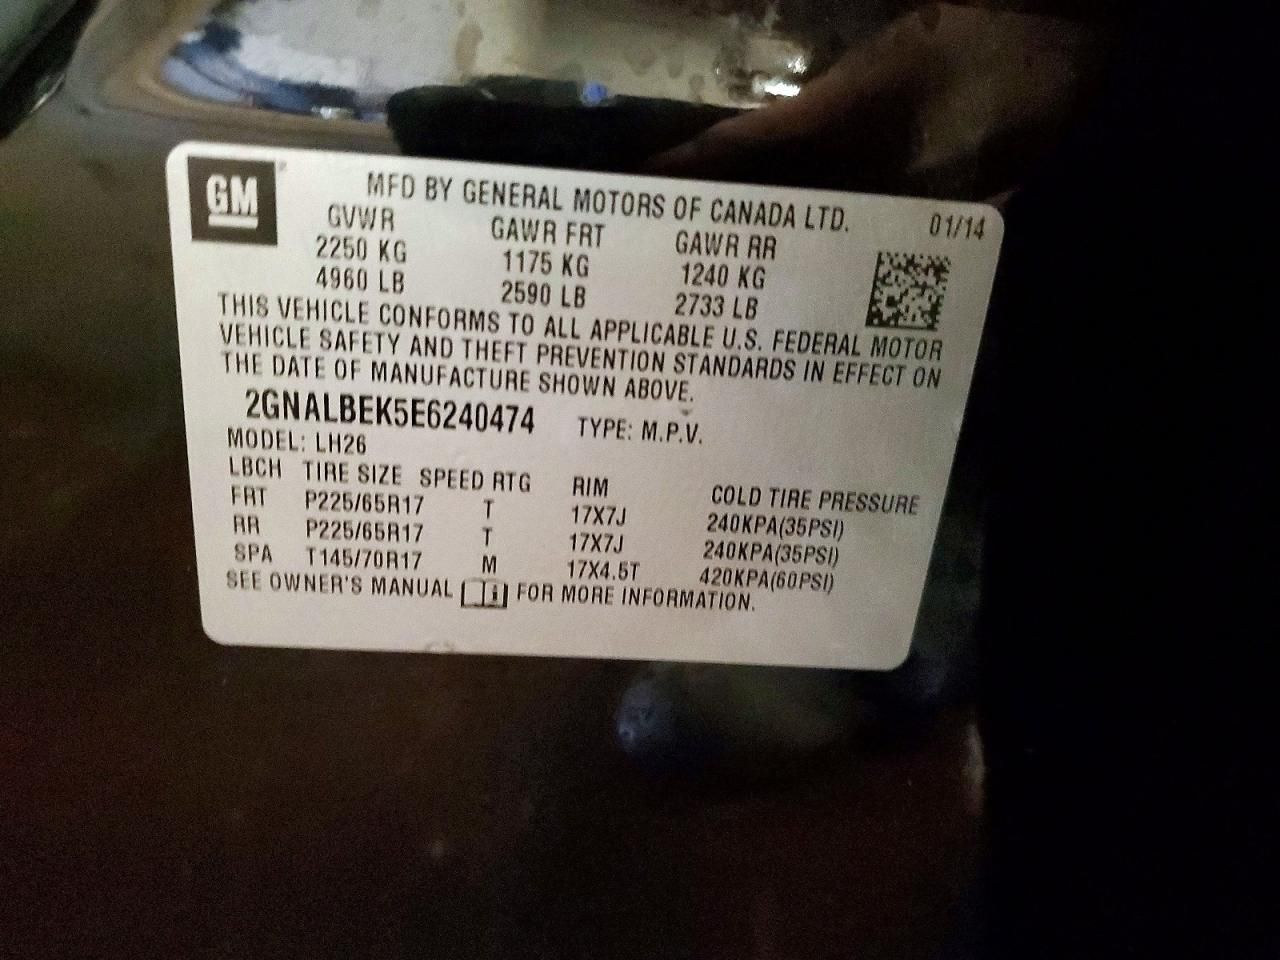 GM
MFD BY GENERAL MOTORS OF CANADA LTD.
01/14
GVWR GAWR FRT GAWR RR
2250 KG 1175 KG 1240 KG
4960 LB 2590 LB 2733 LB
THIS VEHICLE CONFORMS TO ALL APPLICABLE U.S. FEDERAL MOTOR
VEHICLE SAFETY AND THEFT PREVENTION STANDARDS IN EFFECT ON
THE DATE OF MANUFACTURE SHOWN ABOVE.
2GNALBEK5E6240474 TYPE: M.P.V.
MODEL: LH26
LBCH TIRE SIZE SPEED RTG RIM COLD TIRE PRESSURE
FRT P225/65R17 T 17X7J 240KPA(35PSI)
RR P225/65R17 T 17X7J 240KPA(35PSI)
SPA T145/70R17 M 17X4.5T 420KPA(60PSI)
SEE OWNER'S MANUAL i FOR MORE INFORMATION.